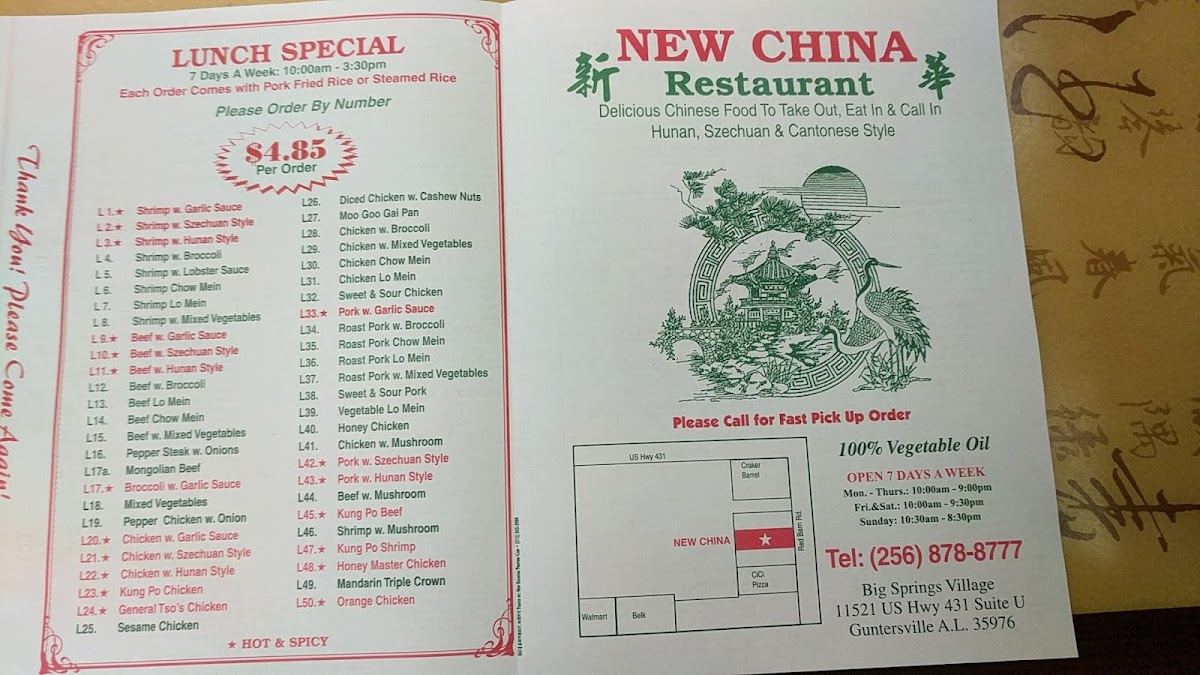 Thank You! Please Come Again!
LUNCH SPECIAL
7 Days A Week: 10:00am - 3:30pm
Each Order Comes with Pork Fried Rice or Steamed Rice
Please Order By Number
$4.85
Per Order
L 1.★ Shrimp w. Garlic Sauce
L 2.★ Shrimp w. Szechuan Style
L 3.★ Shrimp w. Hunan Style
L 4. Shrimp w. Broccoli
L 5. Shrimp w. Lobster Sauce
L 6. Shrimp Chow Mein
L 7. Shrimp Lo Mein
L 8. Shrimp w. Mixed Vegetables
L 9.★ Beef w. Garlic Sauce
L10.★ Beef w. Szechuan Style
L11.★ Beef w. Hunan Style
L12. Beef w. Broccoli
L13. Beef Lo Mein
L14. Beef Chow Mein
L15. Beef w. Mixed Vegetables
L16. Pepper Steak w. Onions
L17a. Mongolian Beef
L17.★ Broccoli w. Garlic Sauce
L18. Mixed Vegetables
L19. Pepper Chicken w. Onion
L20.★ Chicken w. Garlic Sauce
L21.★ Chicken w. Szechuan Style
L22.★ Chicken w. Hunan Style
L23.★ Kung Po Chicken
L24.★ General Tso's Chicken
L25. Sesame Chicken
L26. Diced Chicken w. Cashew Nuts
L27. Moo Goo Gai Pan
L28. Chicken w. Broccoli
L29. Chicken w. Mixed Vegetables
L30. Chicken Chow Mein
L31. Chicken Lo Mein
L32. Sweet & Sour Chicken
L33.★ Pork w. Garlic Sauce
L34. Roast Pork w. Broccoli
L35. Roast Pork Chow Mein
L36. Roast Pork Lo Mein
L37. Roast Pork w. Mixed Vegetables
L38. Sweet & Sour Pork
L39. Vegetable Lo Mein
L40. Honey Chicken
L41. Chicken w. Mushroom
L42.★ Pork w. Szechuan Style
L43.★ Pork w. Hunan Style
L44. Beef w. Mushroom
L45.★ Kung Po Beef
L46. Shrimp w. Mushroom
L47.★ Kung Po Shrimp
L48.★ Honey Master Chicken
L49. Mandarin Triple Crown
L50.★ Orange Chicken
★ HOT & SPICY
新 NEW CHINA 華
Restaurant
Delicious Chinese Food To Take Out, Eat In & Call In
Hunan, Szechuan & Cantonese Style
Please Call for Fast Pick Up Order
US Hwy 431
Craker
Barrel
Red Barn Rd.
NEW CHINA
CiCi
Pizza
Walmart
Belk
100% Vegetable Oil
OPEN 7 DAYS A WEEK
Mon. - Thurs.: 10:00am - 9:00pm
Fri.&Sat.: 10:00am - 9:30pm
Sunday: 10:30am - 8:30pm
Tel: (256) 878-8777
Big Springs Village
11521 US Hwy 431 Suite U
Guntersville A.L. 35976